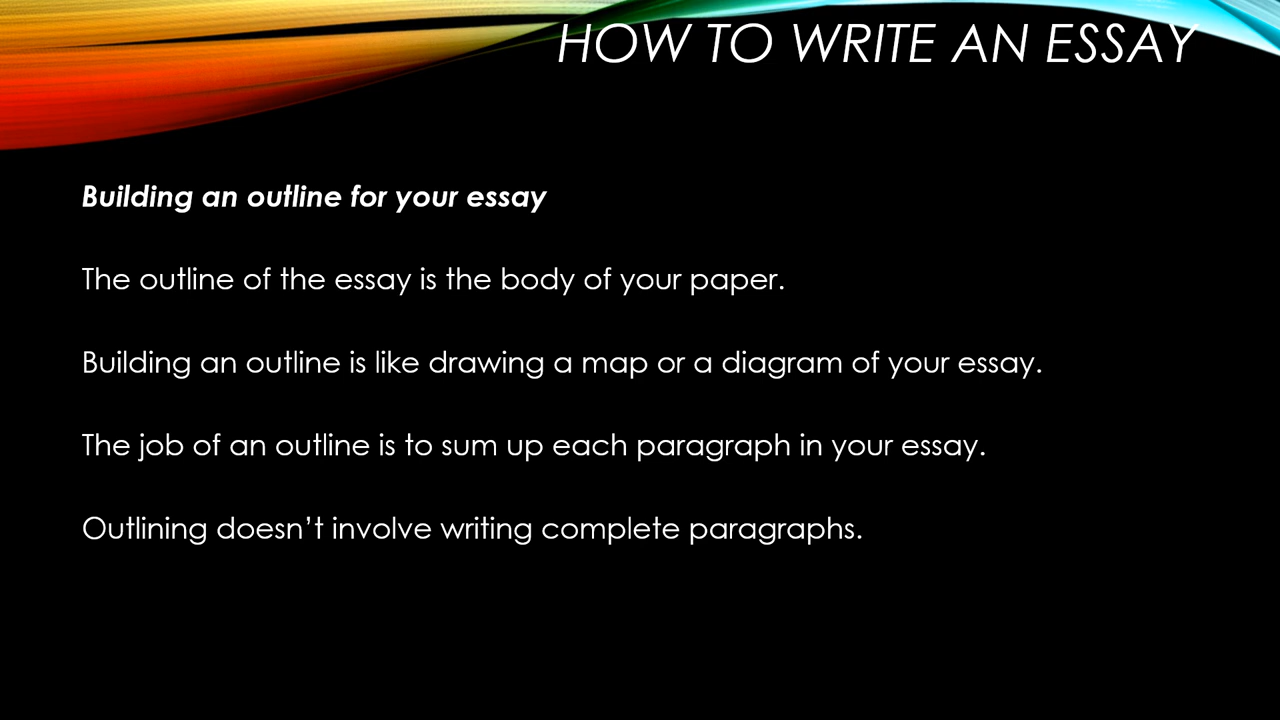 HOW TO WRITE AN ESSAY
Building an outline for your essay
The outline of the essay is the body of your paper.
Building an outline is like drawing a map or a diagram of your essay.
The job of an outline is to sum up each paragraph in your essay.
Outlining doesn’t involve writing complete paragraphs.